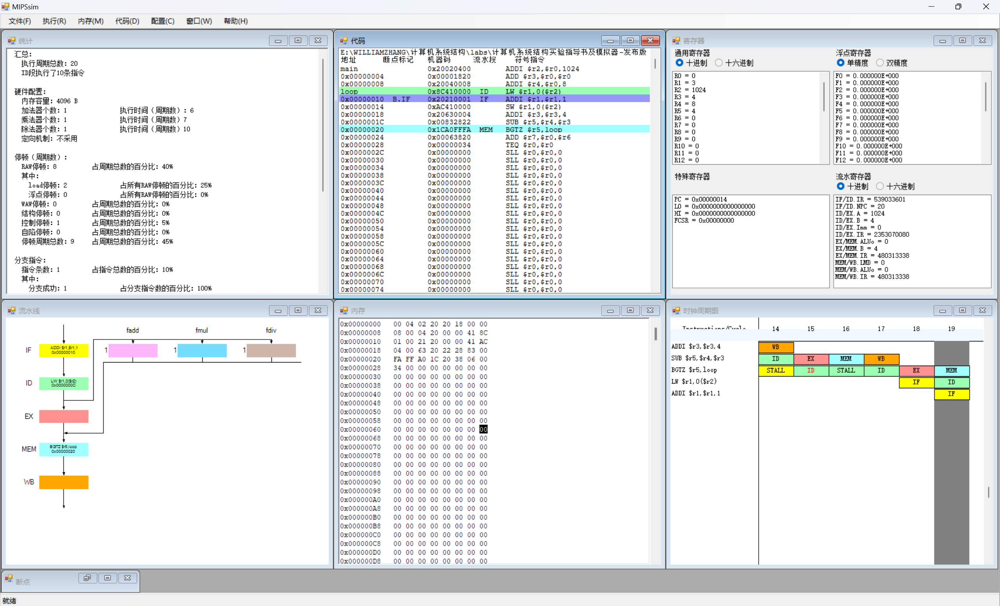 MIPSsim
文件(F) 执行(R) 内存(M) 代码(D) 配置(C) 窗口(W) 帮助(H)
统计
汇总:
执行周期总数: 20
ID段执行了10条指令
硬件配置:
内存容量: 4096 B
加法器个数: 1 执行时间（周期数）: 6
乘法器个数: 1 执行时间（周期数）7
除法器个数: 1 执行时间（周期数）10
定向机制: 不采用
停顿（周期数）:
RAW停顿: 8 占周期总数的百分比: 40%
其中:
load停顿: 2 占所有RAW停顿的百分比: 25%
浮点停顿: 0 占所有RAW停顿的百分比: 0%
WAW停顿: 0 占周期总数的百分比: 0%
结构停顿: 0 占周期总数的百分比: 0%
控制停顿: 1 占周期总数的百分比: 5%
自陷停顿: 0 占周期总数的百分比: 0%
停顿周期总数: 9 占周期总数的百分比: 45%
分支指令:
指令条数: 1 占指令总数的百分比: 10%
其中:
分支成功: 1 占分支指令数的百分比: 100%
代码
E:\WILLIAMZHANG\计算机系统结构\labs\计算机系统结构实验指导书及模拟器-发布版
地址 断点标记 机器码 流水段 符号指令
main 0x20020400 ADDI $r2,$r0,1024
0x00000004 0x00001820 ADD $r3,$r0,$r0
0x00000008 0x20040008 ADDI $r4,$r0,8
loop 0x8C410000 ID LW $r1,0($r2)
0x00000010 B.IF 0x20210001 IF ADDI $r1,$r1,1
0x00000014 0xAC410000 SW $r1,0($r2)
0x00000018 0x20630004 ADDI $r3,$r3,4
0x0000001C 0x00832822 SUB $r5,$r4,$r3
0x00000020 0x1CA0FFFA MEM BGTZ $r5,loop
0x00000024 0x00063820 ADD $r7,$r0,$r6
0x00000028 0x00000034 TEQ $r0,$r0
0x0000002C 0x00000000 SLL $r0,$r0,0
0x00000030 0x00000000 SLL $r0,$r0,0
0x00000034 0x00000000 SLL $r0,$r0,0
0x00000038 0x00000000 SLL $r0,$r0,0
0x0000003C 0x00000000 SLL $r0,$r0,0
0x00000040 0x00000000 SLL $r0,$r0,0
0x00000044 0x00000000 SLL $r0,$r0,0
0x00000048 0x00000000 SLL $r0,$r0,0
0x0000004C 0x00000000 SLL $r0,$r0,0
0x00000050 0x00000000 SLL $r0,$r0,0
0x00000054 0x00000000 SLL $r0,$r0,0
0x00000058 0x00000000 SLL $r0,$r0,0
0x0000005C 0x00000000 SLL $r0,$r0,0
0x00000060 0x00000000 SLL $r0,$r0,0
0x00000064 0x00000000 SLL $r0,$r0,0
0x00000068 0x00000000 SLL $r0,$r0,0
0x0000006C 0x00000000 SLL $r0,$r0,0
0x00000070 0x00000000 SLL $r0,$r0,0
0x00000074 0x00000000 SLL $r0,$r0,0
寄存器
通用寄存器
十进制 十六进制
R0 = 0
R1 = 3
R2 = 1024
R3 = 4
R4 = 8
R5 = 4
R6 = 0
R7 = 0
R8 = 0
R9 = 0
R10 = 0
R11 = 0
R12 = 0
浮点寄存器
单精度 双精度
F0 = 0.000000E+000
F1 = 0.000000E+000
F2 = 0.000000E+000
F3 = 0.000000E+000
F4 = 0.000000E+000
F5 = 0.000000E+000
F6 = 0.000000E+000
F7 = 0.000000E+000
F8 = 0.000000E+000
F9 = 0.000000E+000
F10 = 0.000000E+000
F11 = 0.000000E+000
F12 = 0.000000E+000
特殊寄存器
PC = 0x00000014
LO = 0x0000000000000000
HI = 0x0000000000000000
FCSR = 0x00000000
流水寄存器
十进制 十六进制
IF/ID.IR = 539033601
IF/ID.NPC = 20
ID/EX.A = 1024
ID/EX.B = 4
ID/EX.Imm = 0
ID/EX.IR = 2353070080
EX/MEM.ALUo = 0
EX/MEM.B = 4
EX/MEM.IR = 480313338
MEM/WB.LMD = 0
MEM/WB.ALUo = 0
MEM/WB.IR = 480313338
流水线
fadd fmul fdiv
IF ADDI $r1,$r1,1 1 1 1
0x00000010
ID LW $r1,0($r2)
0x0000000C
EX
MEM BGTZ $r5,loop
0x00000020
WB
内存
0x00000000 00 04 02 20 20 18 00 00
0x00000008 08 00 04 20 00 00 41 8C
0x00000010 01 00 21 20 00 00 41 AC
0x00000018 04 00 63 20 22 28 83 00
0x00000020 FA FF A0 1C 20 38 06 00
0x00000028 34 00 00 00 00 00 00 00
0x00000030 00 00 00 00 00 00 00 00
0x00000038 00 00 00 00 00 00 00 00
0x00000040 00 00 00 00 00 00 00 00
0x00000048 00 00 00 00 00 00 00 00
0x00000050 00 00 00 00 00 00 00 00
0x00000058 00 00 00 00 00 00 00 00
0x00000060 00 00 00 00 00 00 00 00
0x00000068 00 00 00 00 00 00 00 00
0x00000070 00 00 00 00 00 00 00 00
0x00000078 00 00 00 00 00 00 00 00
0x00000080 00 00 00 00 00 00 00 00
0x00000088 00 00 00 00 00 00 00 00
0x00000090 00 00 00 00 00 00 00 00
0x00000098 00 00 00 00 00 00 00 00
0x000000A0 00 00 00 00 00 00 00 00
0x000000A8 00 00 00 00 00 00 00 00
0x000000B0 00 00 00 00 00 00 00 00
0x000000B8 00 00 00 00 00 00 00 00
0x000000C0 00 00 00 00 00 00 00 00
0x000000C8 00 00 00 00 00 00 00 00
0x000000D0 00 00 00 00 00 00 00 00
0x000000D8 00 00 00 00 00 00 00 00
时钟周期图
Instructions/Cycle 14 15 16 17 18 19
ADDI $r3,$r3,4 WB
SUB $r5,$r4,$r3 ID EX MEM WB
BGTZ $r5,loop STALL ID STALL ID EX MEM
LW $r1,0($r2) IF ID
ADDI $r1,$r1,1 IF
断点
就绪